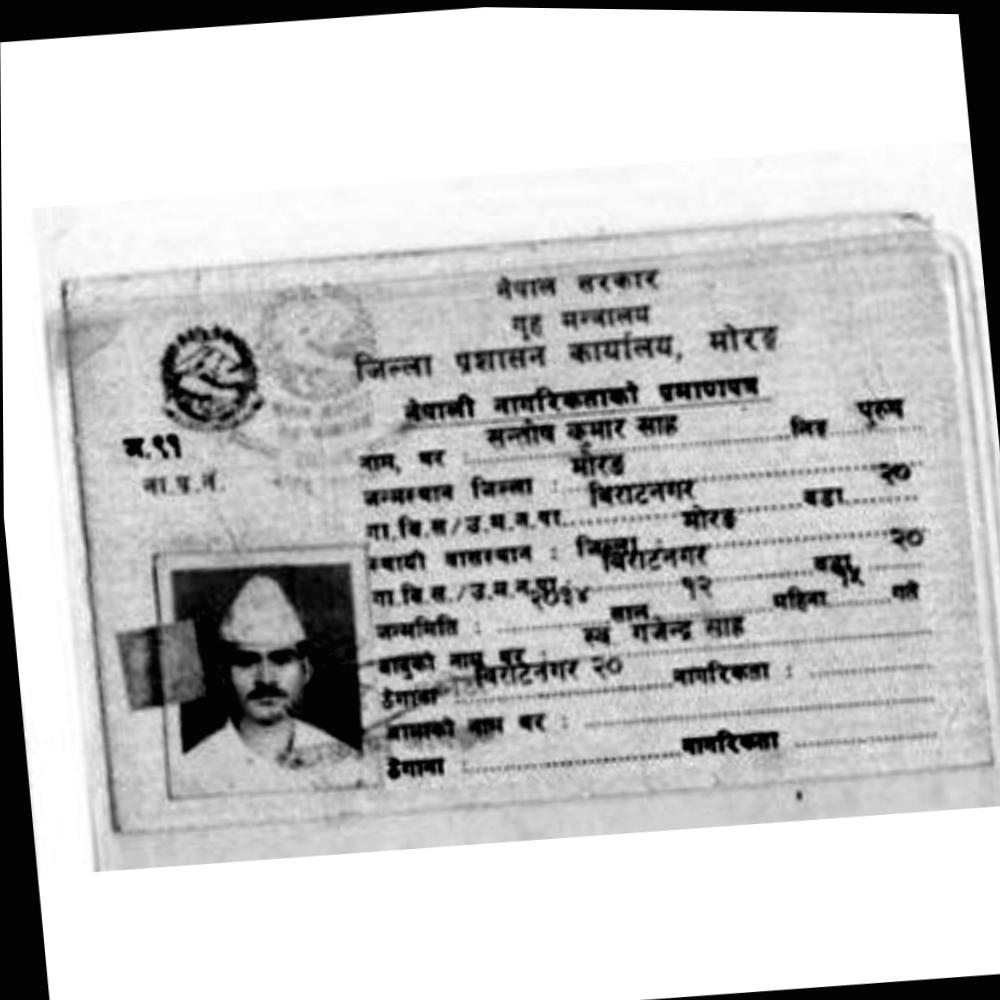 नेपाल सरकार
गृह मन्त्रालय
जिल्ला प्रशासन कार्यालय, मोरङ
नेपाली नागरिकताको प्रमाणपत्र
म.११
ना.प्र.नं.
नाम, थर : सन्तोष कुमार साह लिङ्ग पुरुष
जन्मस्थान जिल्ला : मोरङ
गा.वि.स/उ.म.न.पा. बिराटनगर वडा २०
स्थायी वासस्थान : जिल्ला : मोरङ
गा.वि.स./उ.म.न.पा. : बिराटनगर वडा २०
जन्ममिति : साल १२ महिना १५ गते
बाबुको नाम थर : स्व गजेन्द्र साह
ठेगाना बिराटनगर २० नागरिकता :
आमाको नाम थर :
ठेगाना : नागरिकता